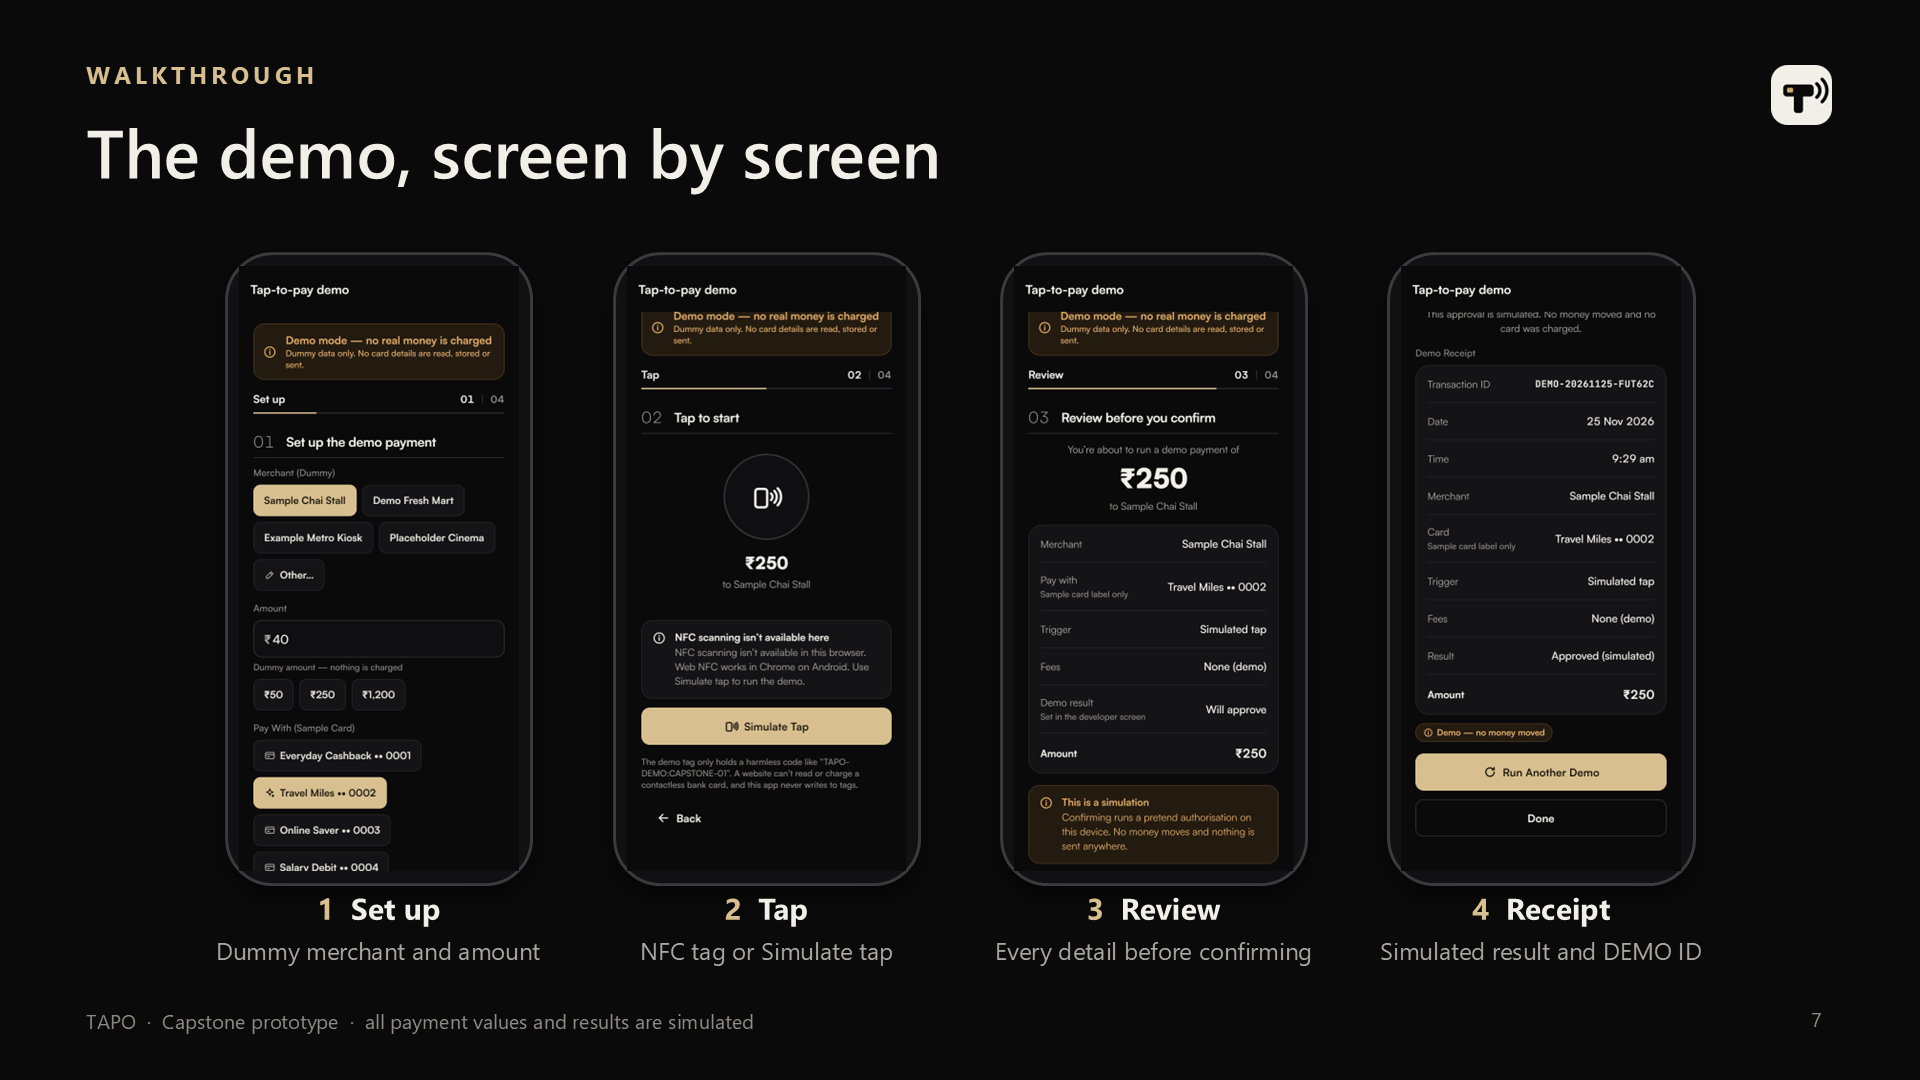 WALKTHROUGH
The demo, screen by screen
Tap-to-pay demo
Demo mode — no real money is charged
Dummy data only. No card details are read, stored or
sent.
Set up 01 | 04
01 Set up the demo payment
Merchant (Dummy)
Sample Chai Stall Demo Fresh Mart
Example Metro Kiosk Placeholder Cinema
Other...
Amount
₹40
Dummy amount — nothing is charged
₹50 ₹250 ₹1,200
Pay With (Sample Card)
Everyday Cashback •• 0001
Travel Miles •• 0002
Online Saver •• 0003
Salary Debit •• 0004
1 Set up
Dummy merchant and amount
Tap-to-pay demo
Demo mode — no real money is charged
Dummy data only. No card details are read, stored or
sent.
Tap 02 | 04
02 Tap to start
₹250
to Sample Chai Stall
NFC scanning isn't available here
NFC scanning isn't available in this browser.
Web NFC works in Chrome on Android. Use
Simulate tap to run the demo.
Simulate Tap
The demo tag only holds a harmless code like "TAPO-
DEMO:CAPSTONE-01". A website can't read or charge a
contactless bank card, and this app never writes to tags.
← Back
2 Tap
NFC tag or Simulate tap
Tap-to-pay demo
Demo mode — no real money is charged
Dummy data only. No card details are read, stored or
sent.
Review 03 | 04
03 Review before you confirm
You're about to run a demo payment of
₹250
to Sample Chai Stall
Merchant Sample Chai Stall
Pay with Travel Miles •• 0002
Sample card label only
Trigger Simulated tap
Fees None (demo)
Demo result Will approve
Set in the developer screen
Amount ₹250
This is a simulation
Confirming runs a pretend authorisation on
this device. No money moves and nothing is
sent anywhere.
3 Review
Every detail before confirming
Tap-to-pay demo
This approval is simulated. No money moved and no
card was charged.
Demo Receipt
Transaction ID DEMO-20261125-FUT62C
Date 25 Nov 2026
Time 9:29 am
Merchant Sample Chai Stall
Card Travel Miles •• 0002
Sample card label only
Trigger Simulated tap
Fees None (demo)
Result Approved (simulated)
Amount ₹250
Demo — no money moved
Run Another Demo
Done
4 Receipt
Simulated result and DEMO ID
TAPO · Capstone prototype · all payment values and results are simulated
7